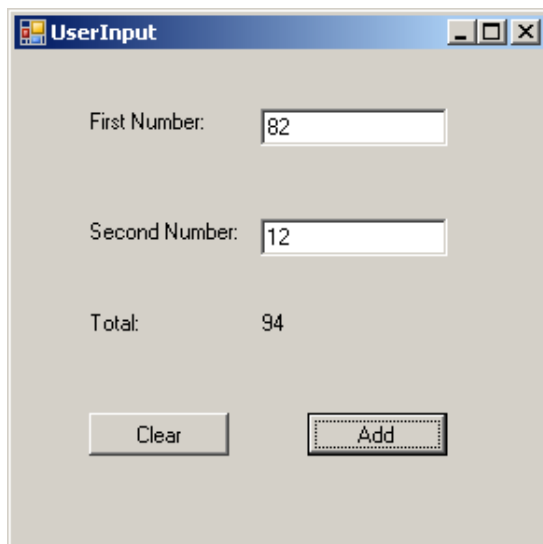 UserInput
First Number: 82
Second Number: 12
Total: 94
Clear Add